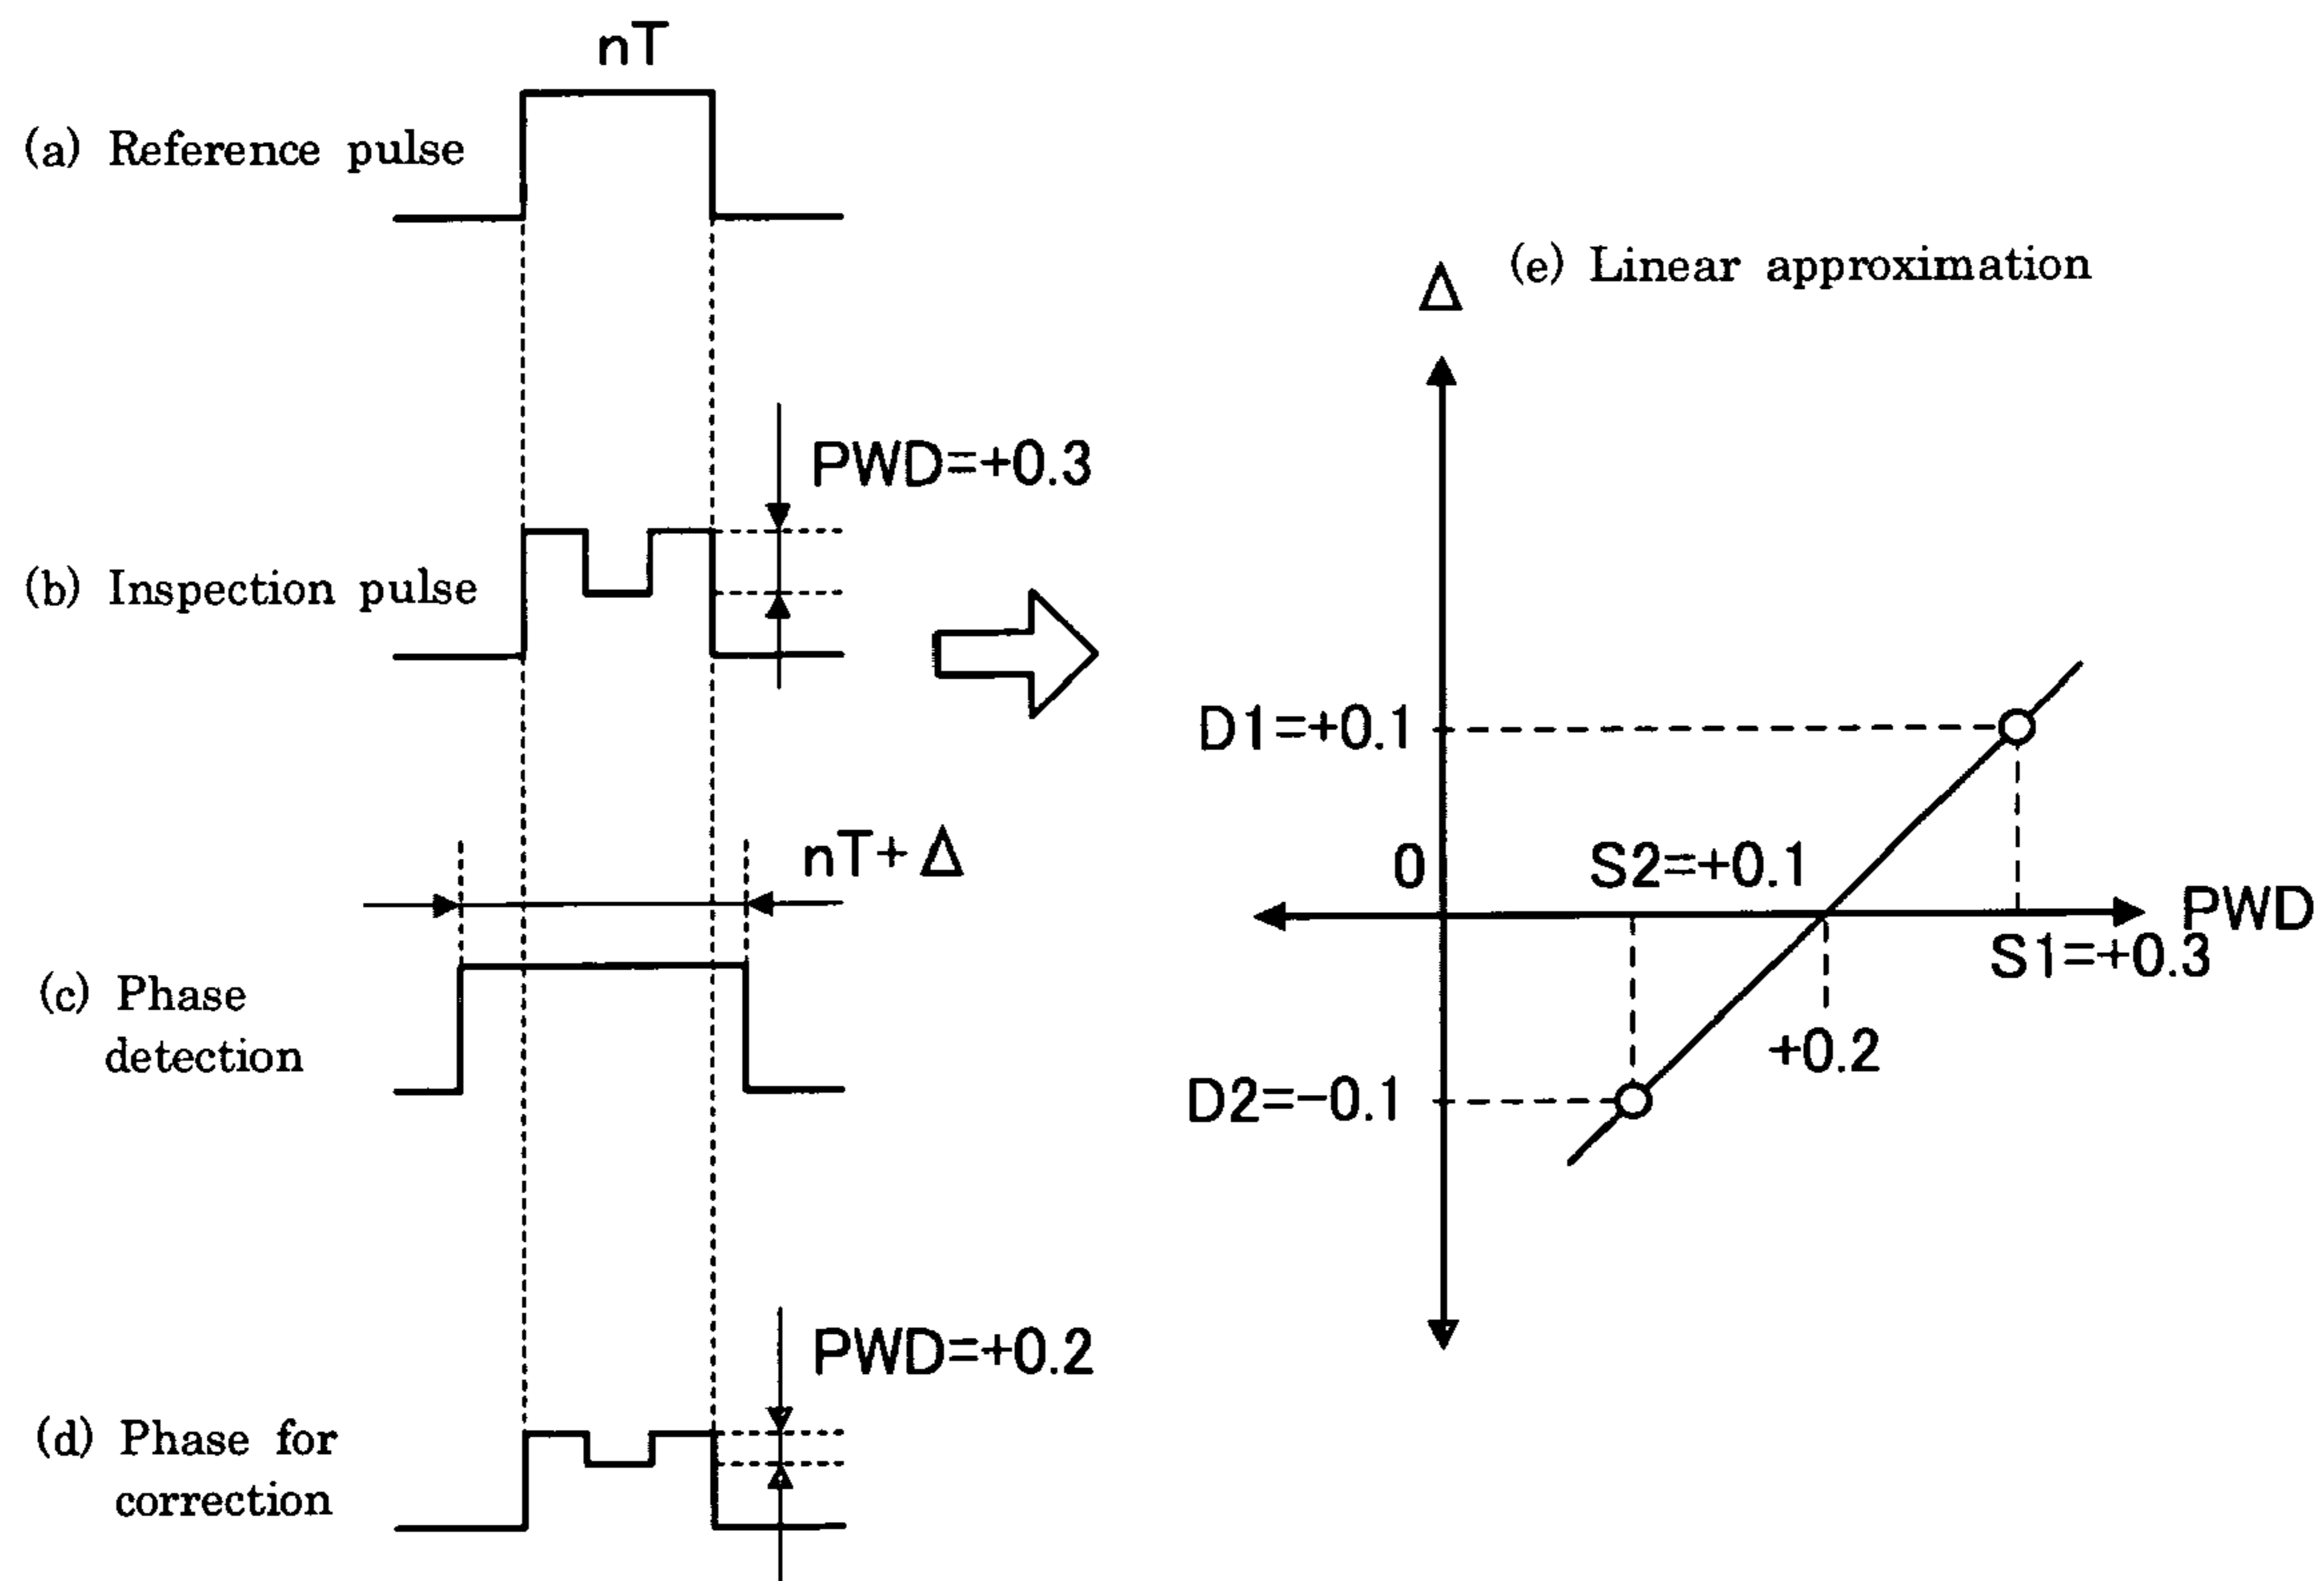 nT
(a) Reference pulse
(e) Linear approximation
Δ
PWD=+0.3
(b) Inspection pulse
D1=+0.1
nT+Δ
0
S2=+0.1
PWD
S1=+0.3
(c) Phase
detection
+0.2
D2=−0.1
PWD=+0.2
(d) Phase for
correction